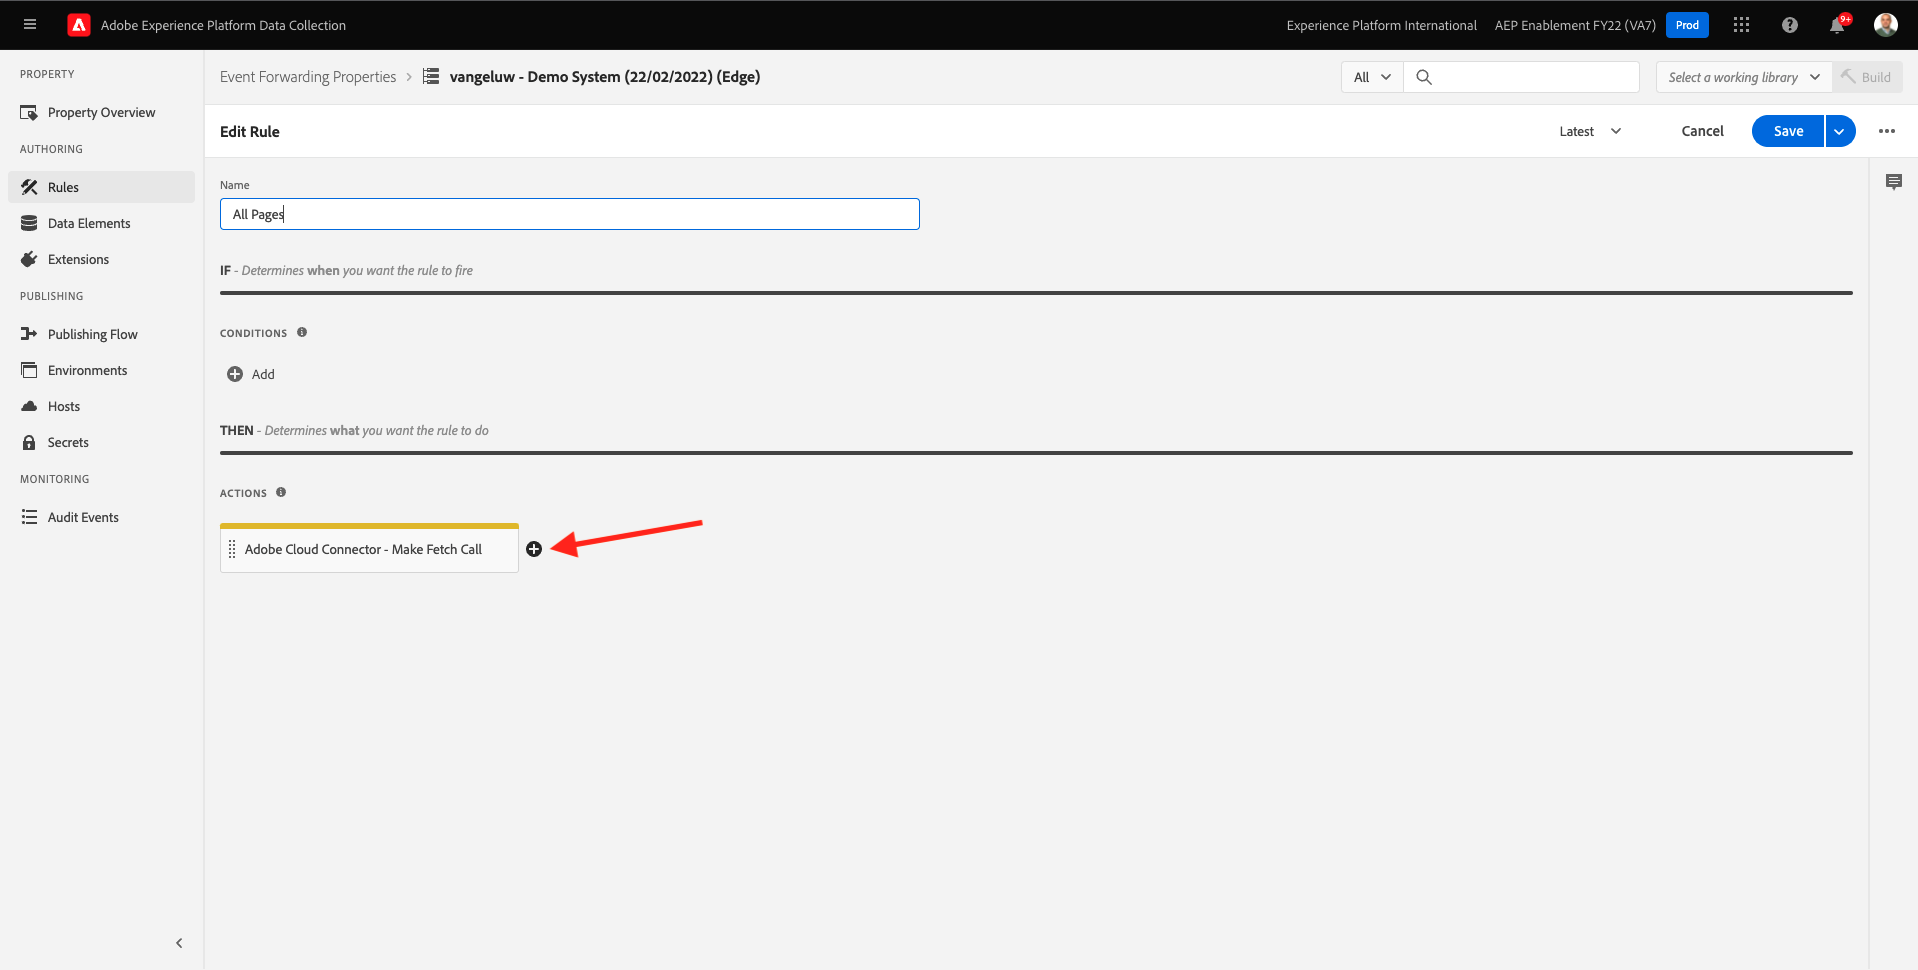 Adobe Experience Platform Data Collection
Experience Platform International
AEP Enablement FY22 (VA7)
Prod
9+
PROPERTY
Property Overview
AUTHORING
Rules
Data Elements
Extensions
PUBLISHING
Publishing Flow
Environments
Hosts
Secrets
MONITORING
Audit Events
Event Forwarding Properties > vangeluw - Demo System (22/02/2022) (Edge)
All
Select a working library
Build
Edit Rule
Latest
Cancel
Save
Name
All Pages
IF - Determines when you want the rule to fire
CONDITIONS
Add
THEN - Determines what you want the rule to do
ACTIONS
Adobe Cloud Connector - Make Fetch Call